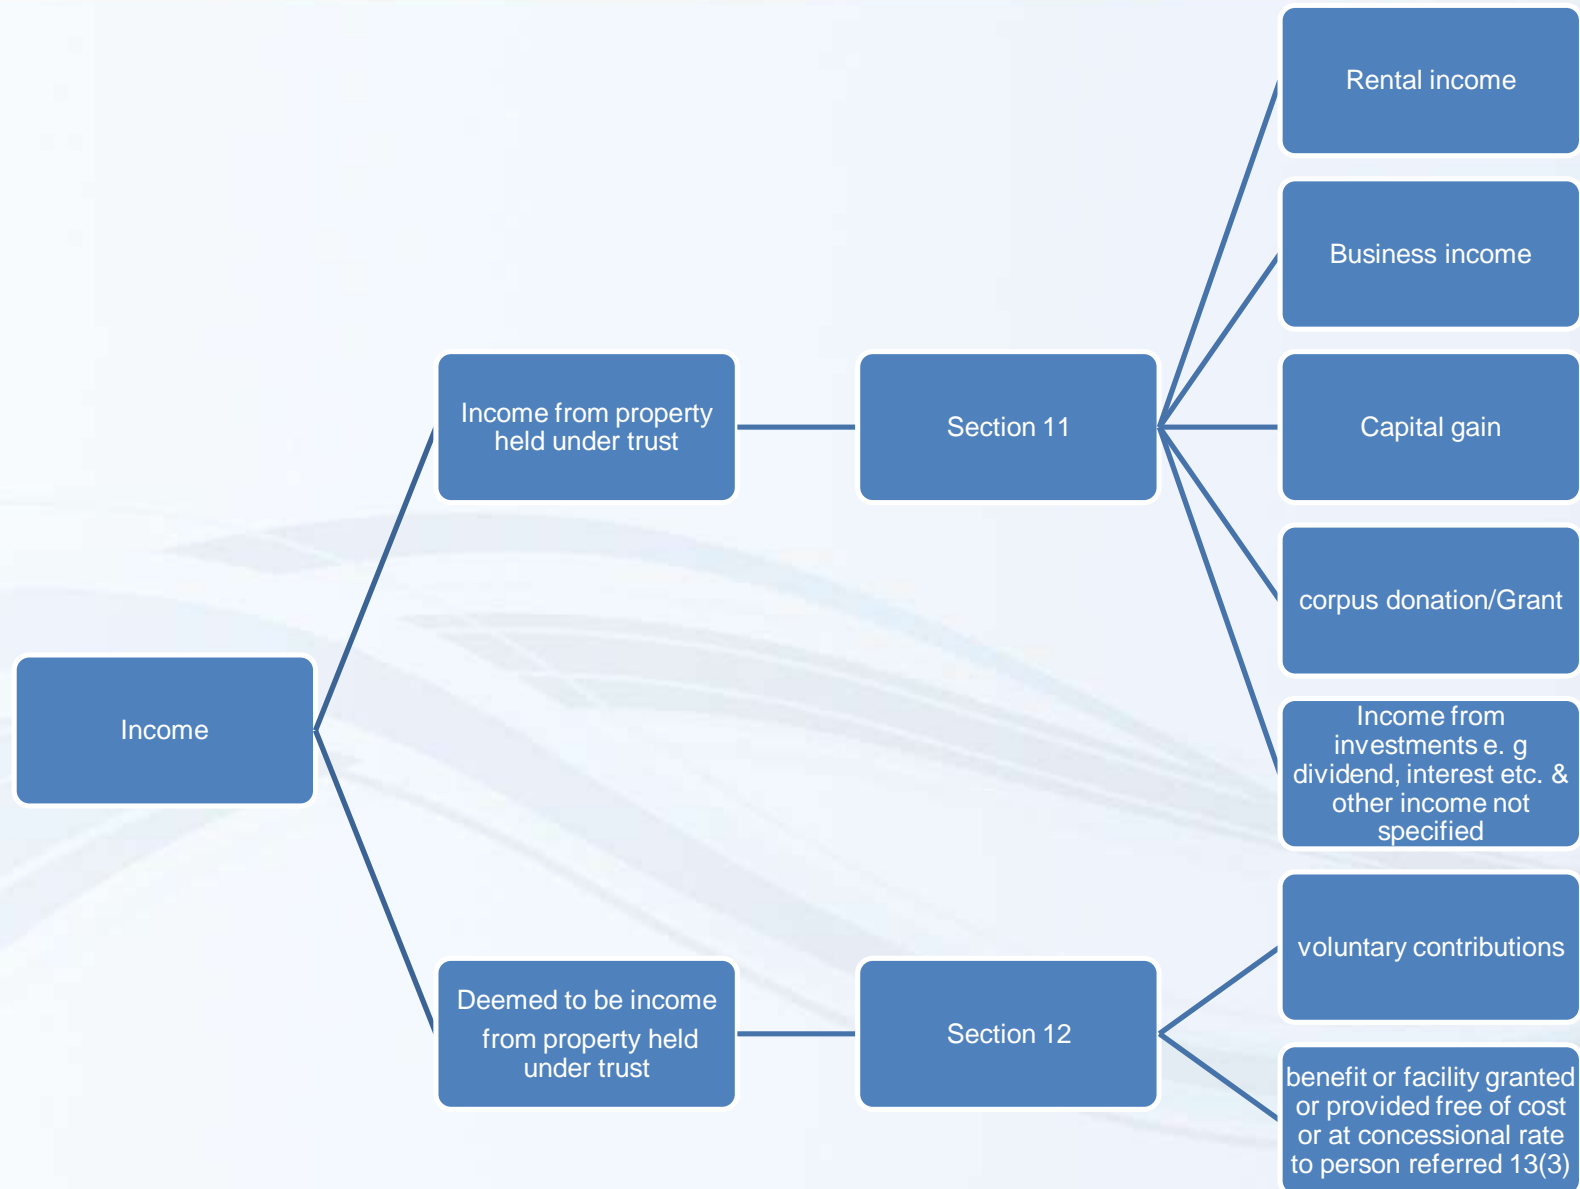 Rental income
Business income
Income from property
held under trust
Section 11
Capital gain
corpus donation/Grant
Income
Income from
investments e. g
dividend, interest etc. &
other income not
specified
Deemed to be income
from property held
under trust
Section 12
voluntary contributions
benefit or facility granted
or provided free of cost
or at concessional rate
to person referred 13(3)